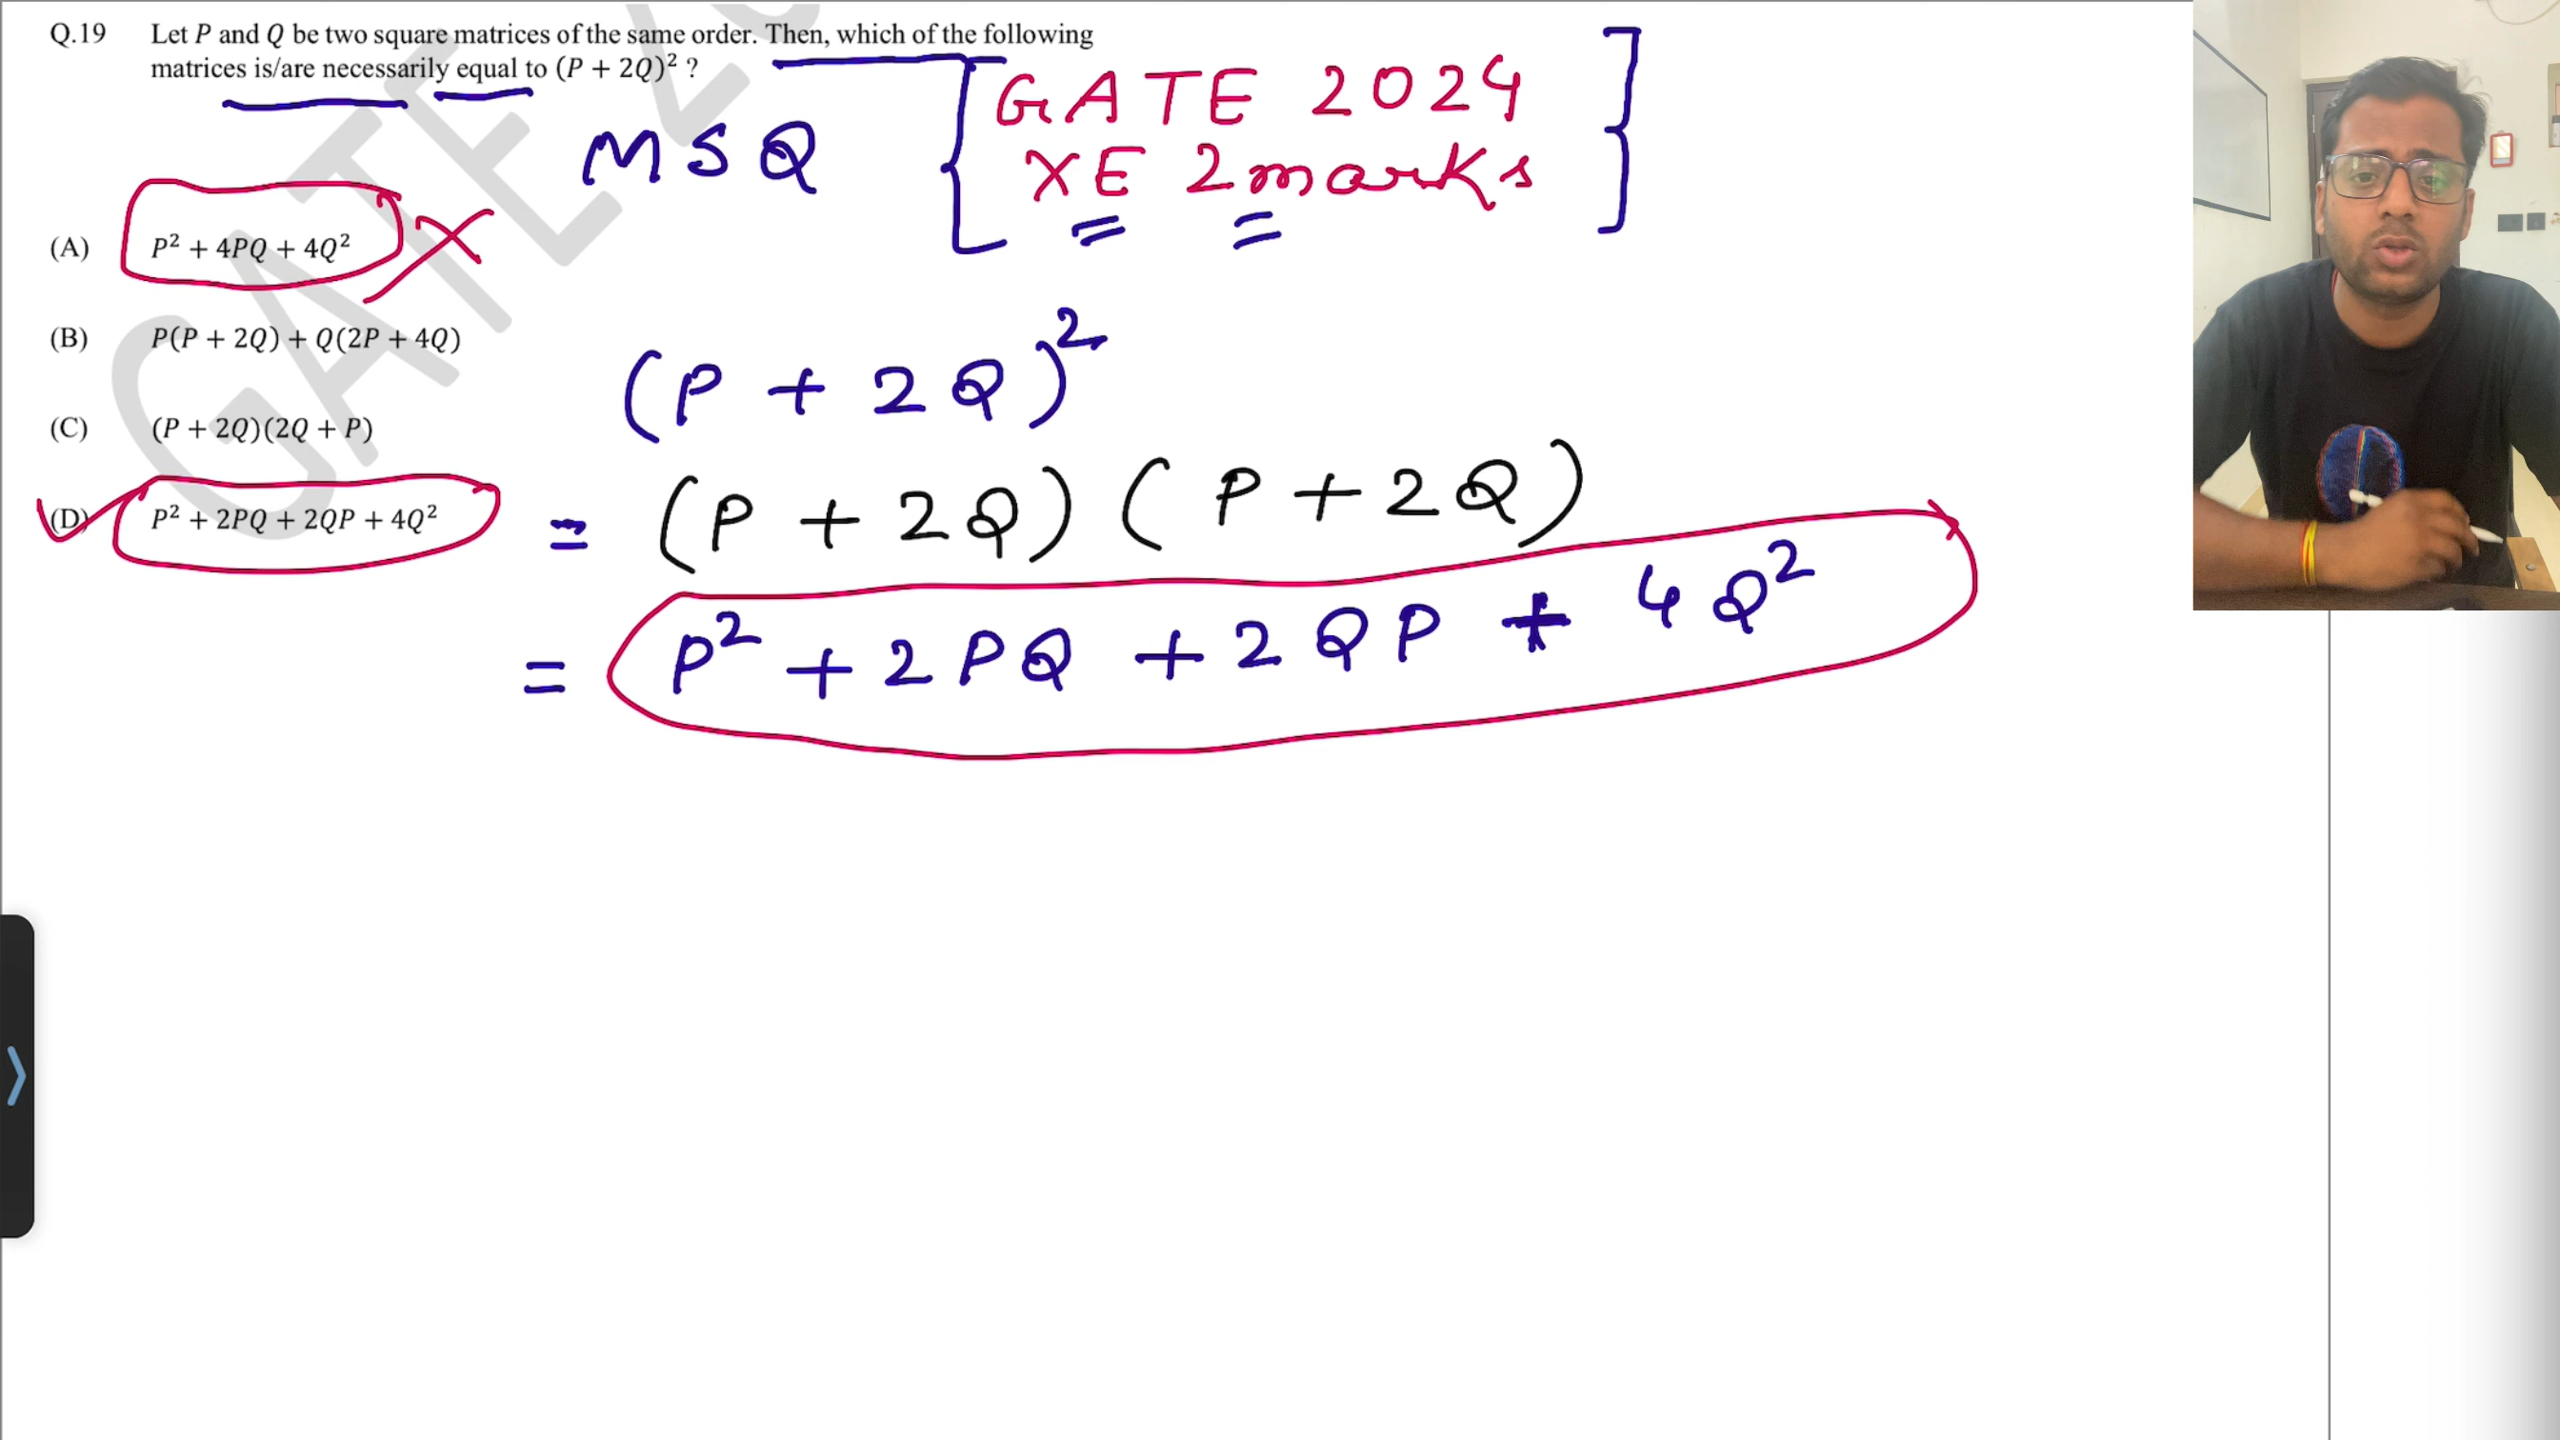 Q.19 Let P and Q be two square matrices of the same order. Then, which of the following
matrices is/are necessarily equal to (P + 2Q)² ?
GATE 2024
MSQ
XE 2 marks
(A) P² + 4PQ + 4Q²
(B) P(P + 2Q) + Q(2P + 4Q)
(C) (P + 2Q)(2Q + P)
(D) P² + 2PQ + 2QP + 4Q²
(P + 2Q)²
= (P + 2Q) (P + 2Q)
= P² + 2PQ + 2QP + 4Q²